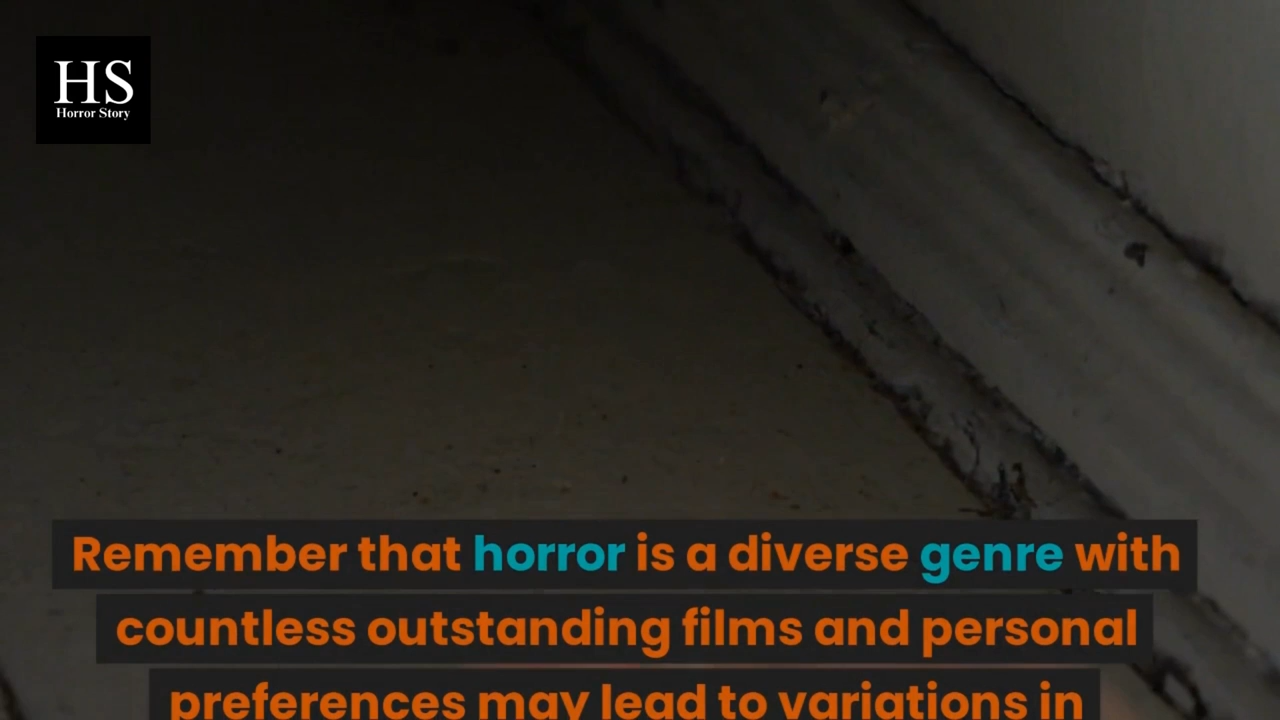 HS
Horror Story
Remember that horror is a diverse genre with
countless outstanding films and personal
preferences may lead to variations in